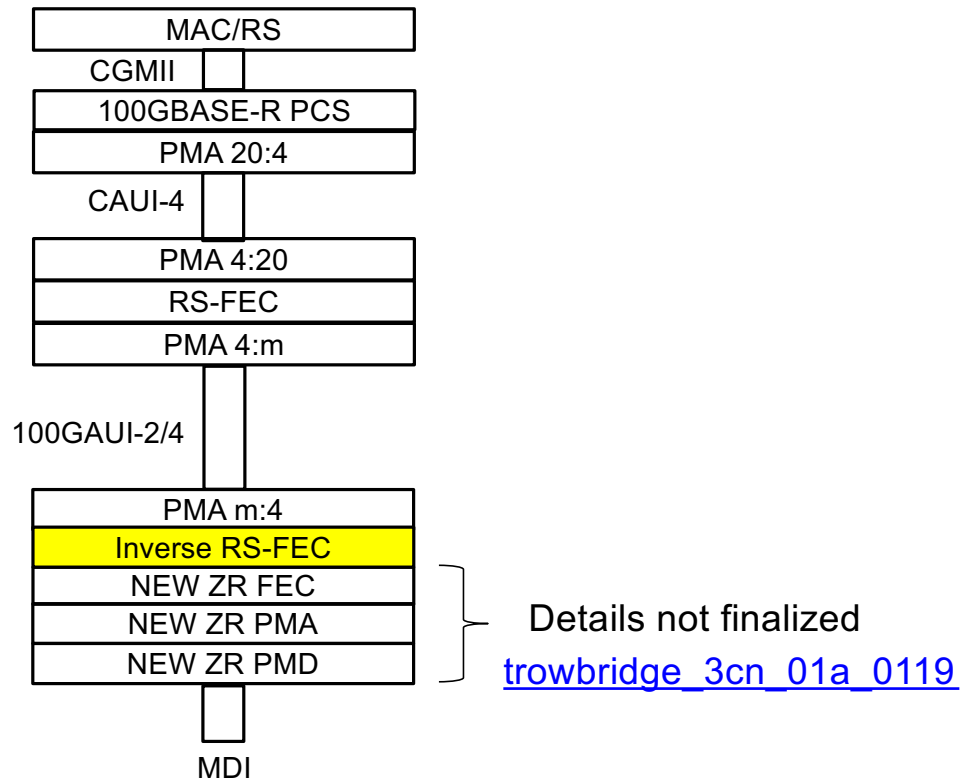 MAC/RS
CGMII
100GBASE-R PCS
PMA 20:4
CAUI-4
PMA 4:20
RS-FEC
PMA 4:m
100GAUI-2/4
PMA m:4
Inverse RS-FEC
NEW ZR FEC
NEW ZR PMA
NEW ZR PMD
Details not finalized
trowbridge_3cn_01a_0119
MDI